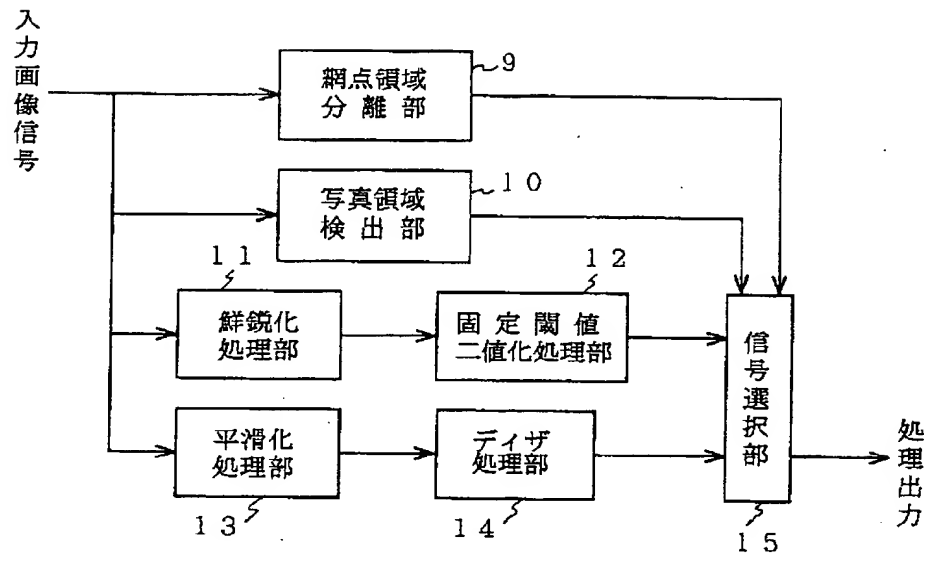 入力画像信号
網点領域
分離部
9
写真領域
検出部
10
11
鮮鋭化
処理部
12
固定閾値
二値化処理部
平滑化
処理部
13
ディザ
処理部
14
信号選択部
15
処理出力